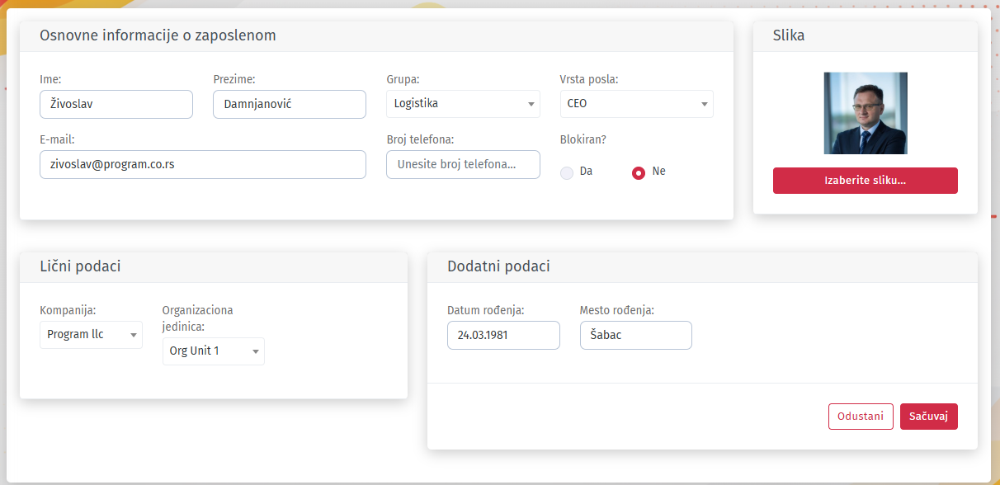 Osnovne informacije o zaposlenom
Slika
Ime:
Prezime:
Grupa:
Vrsta posla:
Živoslav
Damnjanović
Logistika
CEO
E-mail:
Broj telefona:
Blokiran?
zivoslav@program.co.rs
Unesite broj telefona...
Da
Ne
Izaberite sliku...
Lični podaci
Kompanija:
Organizaciona
jedinica:
Program llc
Org Unit 1
Dodatni podaci
Datum rođenja:
Mesto rođenja:
24.03.1981
Šabac
Odustani
Sačuvaj